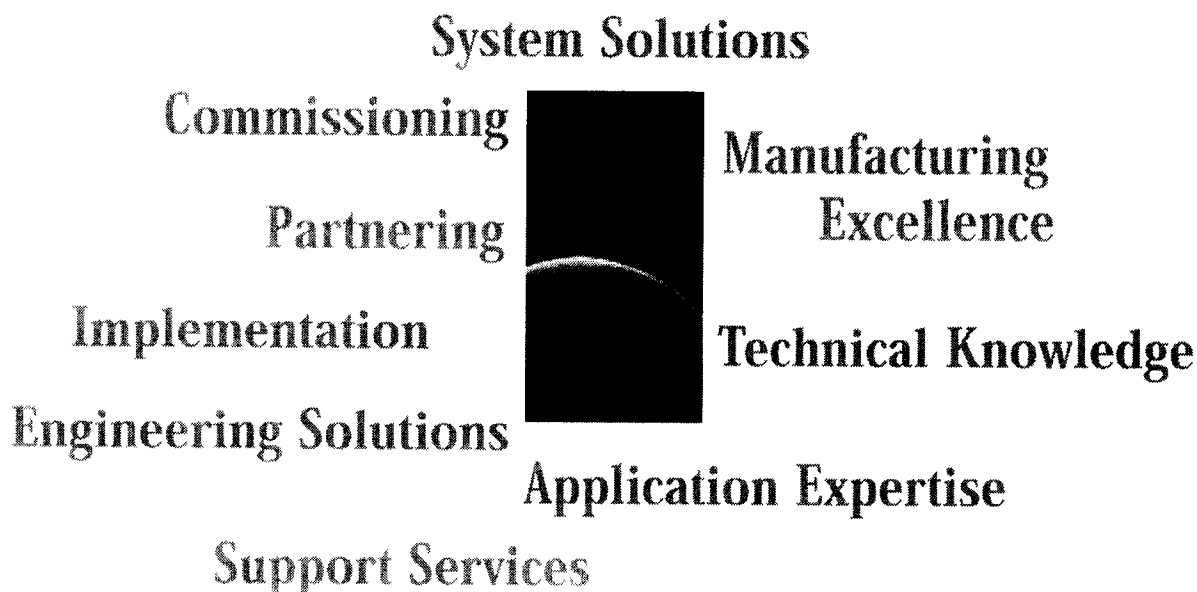 System Solutions
Commissioning
Manufacturing
Excellence
Partnering
Implementation
Technical Knowledge
Engineering Solutions
Application Expertise
Support Services